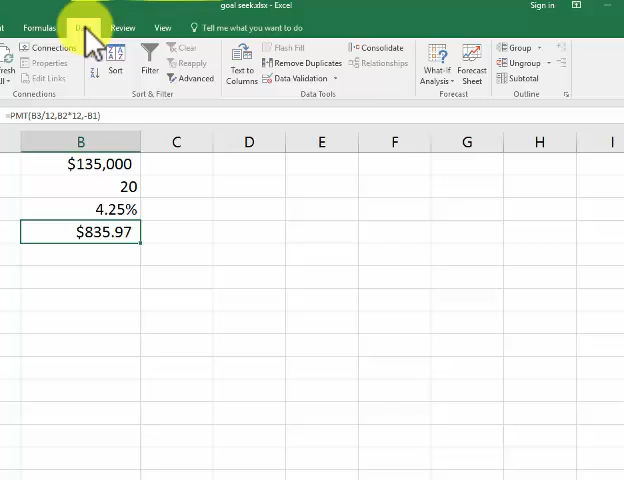 goal seek.xlsx - Excel
Sign in
Formulas
Review
View
Tell me what you want to do
Connections
Properties
Edit Links
Connections
Sort
Filter
Clear
Reapply
Advanced
Sort & Filter
Text to
Columns
Flash Fill
Remove Duplicates
Data Validation
Consolidate
Relationships
Data Tools
What-If
Analysis
Forecast
Sheet
Forecast
Group
Ungroup
Subtotal
Outline
=PMT(B3/12,B2*12,-B1)
B C D E F G H I
$135,000
20
4.25%
$835.97